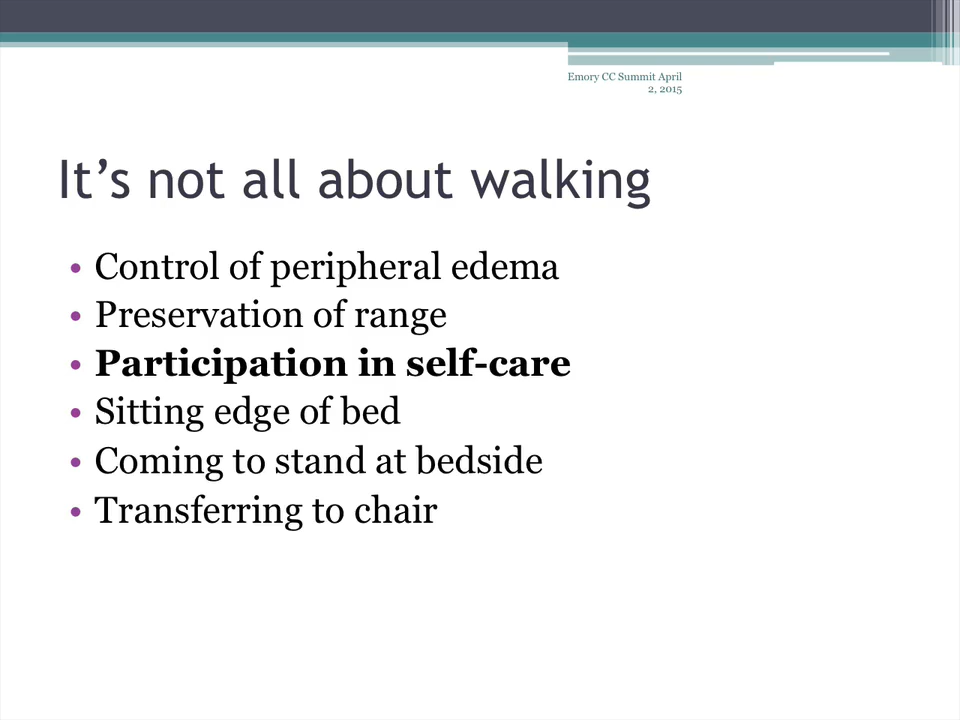 Emory CC Summit April
2, 2015
It’s not all about walking
• Control of peripheral edema
• Preservation of range
• Participation in self-care
• Sitting edge of bed
• Coming to stand at bedside
• Transferring to chair